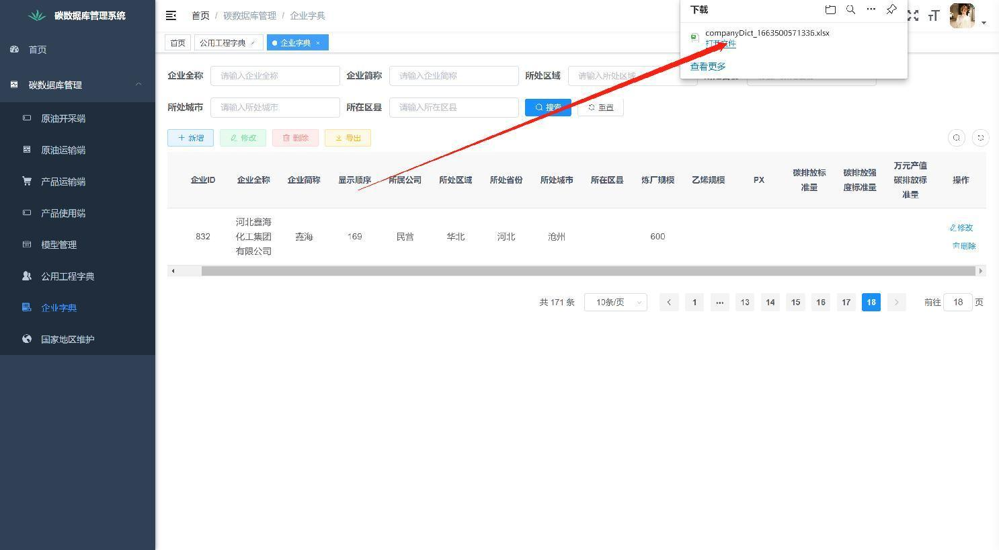 碳数据库管理系统
首页
碳数据库管理
原油开采端
原油运输端
产品运输端
产品使用端
模型管理
公用工程字典
企业字典
国家地区维护
首页 / 碳数据库管理 / 企业字典
首页
公用工程字典 ×
企业字典 ×
下载
companyDict_1663500571336.xlsx
打开文件
查看更多
企业全称 请输入企业全称
企业简称 请输入企业简称
所处区域 请输入所处区域
所处城市 请输入所处城市
所在区县 请输入所在区县
搜索
重置
新增
修改
删除
导出
企业ID 企业全称 企业简称 显示顺序 所属公司 所处区域 所处省份 所处城市 所在区县 炼厂规模 乙烯规模 PX 碳排放标准量 碳排放强度标准量 万元产值碳排放标准量 操作
832 河北鑫海化工集团有限公司 鑫海 169 民营 华北 河北 沧州 600
修改
删除
共 171 条 10条/页 1 ••• 13 14 15 16 17 18 前往 18 页